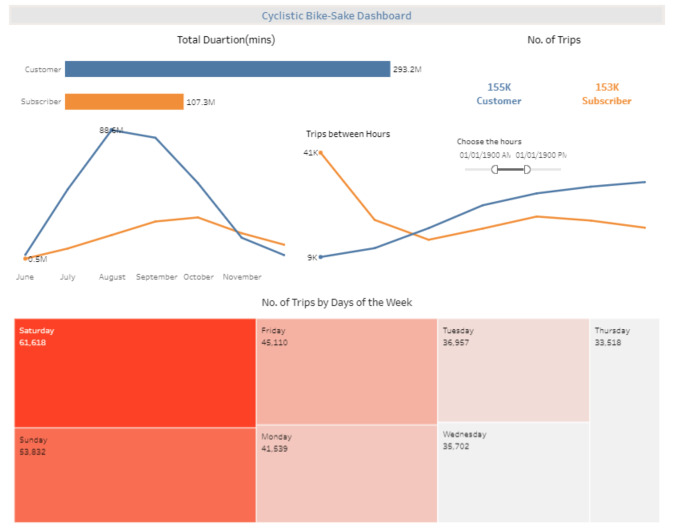 Cyclistic Bike-Sake Dashboard
Total Duartion(mins)
No. of Trips
Customer
293.2M
Subscriber
107.3M
155K
Customer
153K
Subscriber
88.6M
Trips between Hours
41K
9K
Choose the hours
01/01/1900 AM 01/01/1900 PM
0.5M
June July August September October November
No. of Trips by Days of the Week
Saturday
61,618
Friday
45,110
Tuesday
36,957
Thursday
33,518
Sunday
53,832
Monday
41,539
Wednesday
35,702